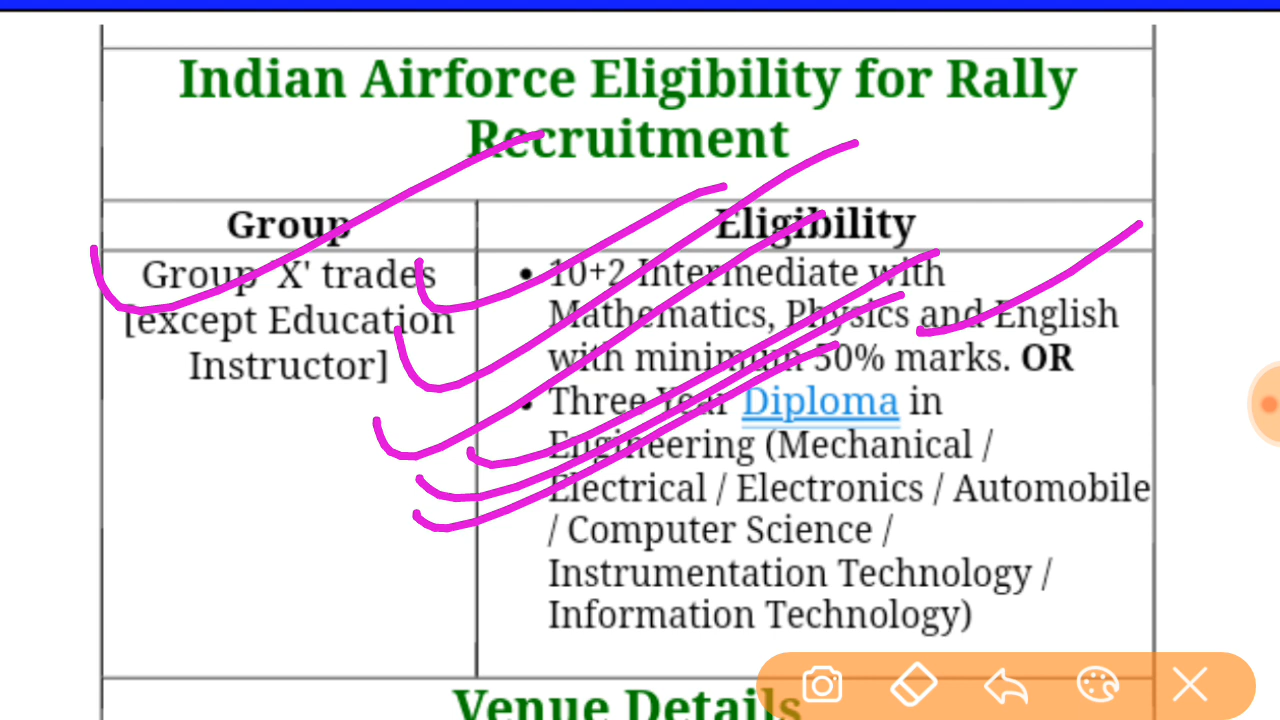 Indian Airforce Eligibility for Rally
Recruitment
Group
Eligibility
Group 'X' trades
[except Education
Instructor]
• 10+2 Intermediate with
Mathematics, Physics and English
with minimum 50% marks. OR
• Three Year Diploma in
Engineering (Mechanical /
Electrical / Electronics / Automobile
/ Computer Science /
Instrumentation Technology /
Information Technology)
Venue Details